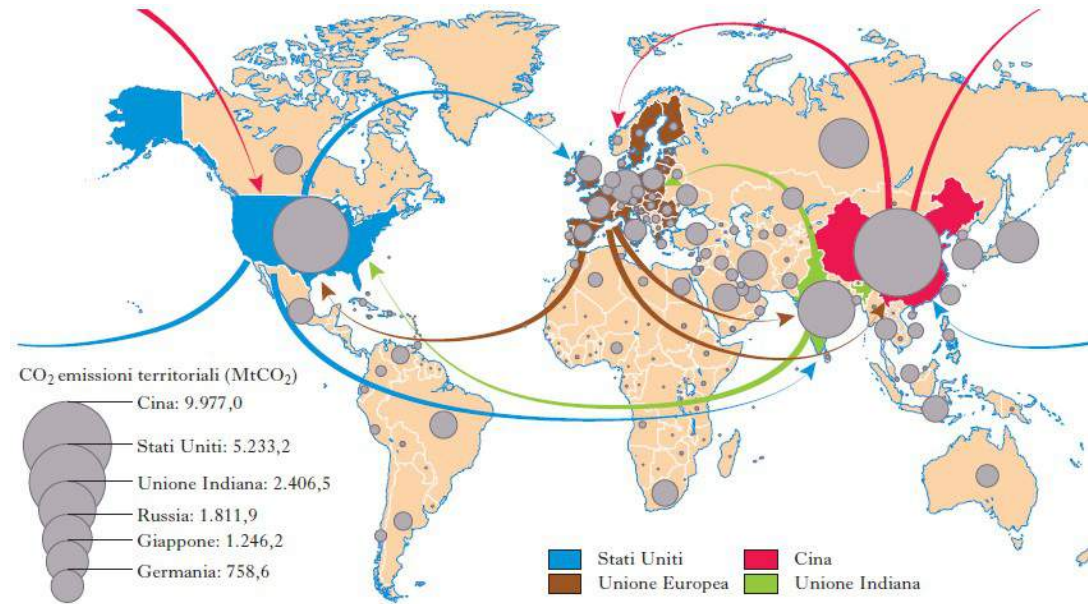 CO₂ emissioni territoriali (MtCO₂)
Cina: 9.977,0
Stati Uniti: 5.233,2
Unione Indiana: 2.406,5
Russia: 1.811,9
Giappone: 1.246,2
Germania: 758,6
Stati Uniti
Cina
Unione Europea
Unione Indiana